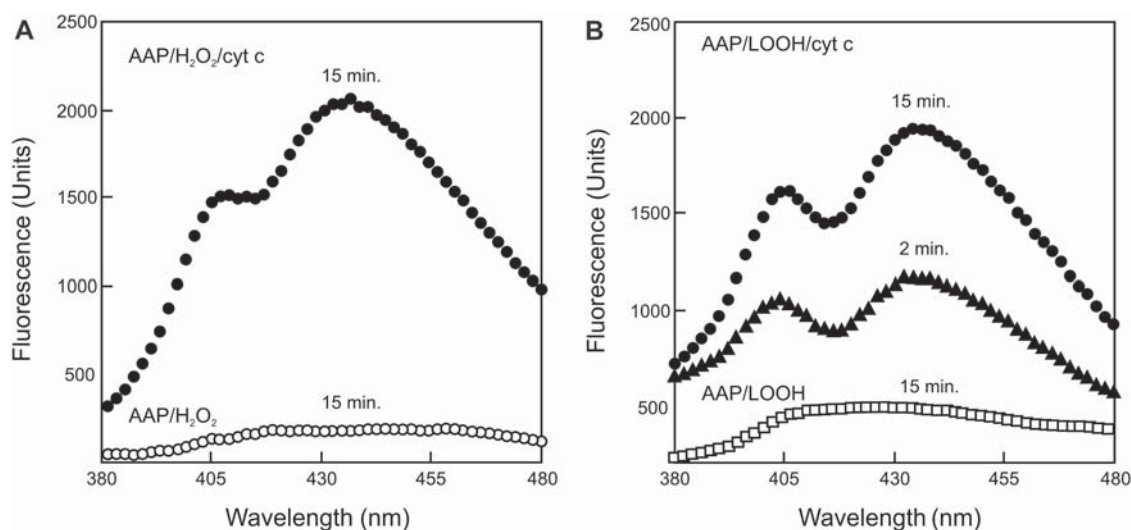 A
AAP/H₂O₂/cyt c
15 min.
AAP/H₂O₂
15 min.
2500
2000
1500
1000
500
Fluorescence (Units)
380 405 430 455 480
Wavelength (nm)
B
AAP/LOOH/cyt c
15 min.
2 min.
AAP/LOOH
15 min.
2500
2000
1500
1000
500
Fluorescence (Units)
380 405 430 455 480
Wavelength (nm)